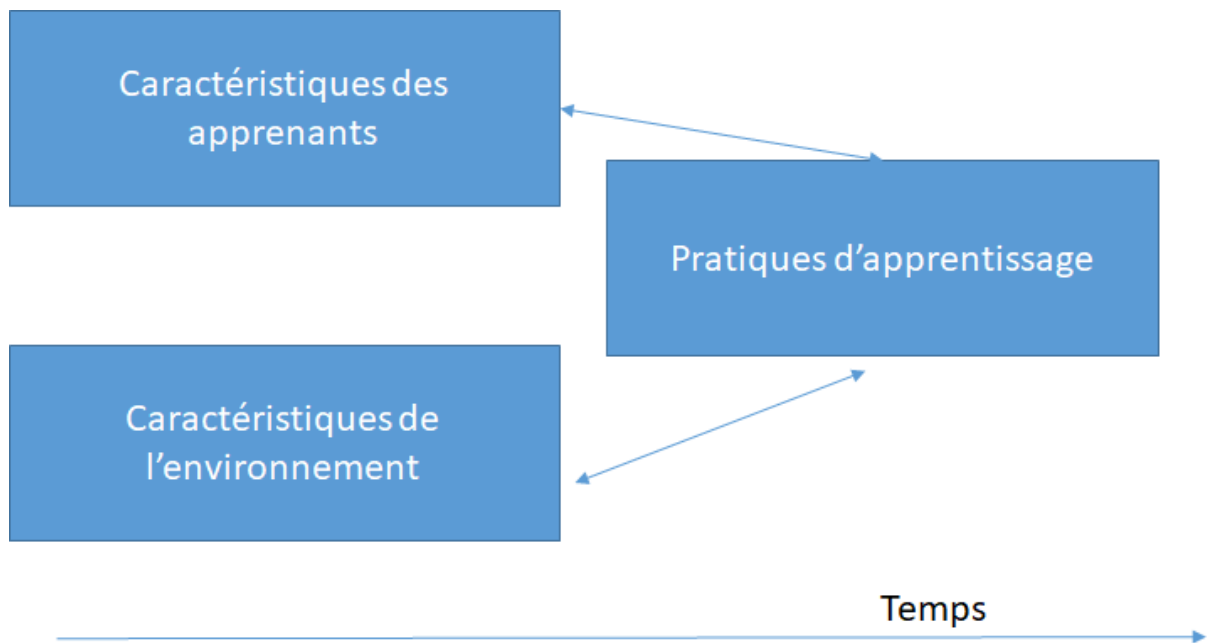 Caractéristiques des
apprenants
Pratiques d’apprentissage
Caractéristiques de
l’environnement
Temps